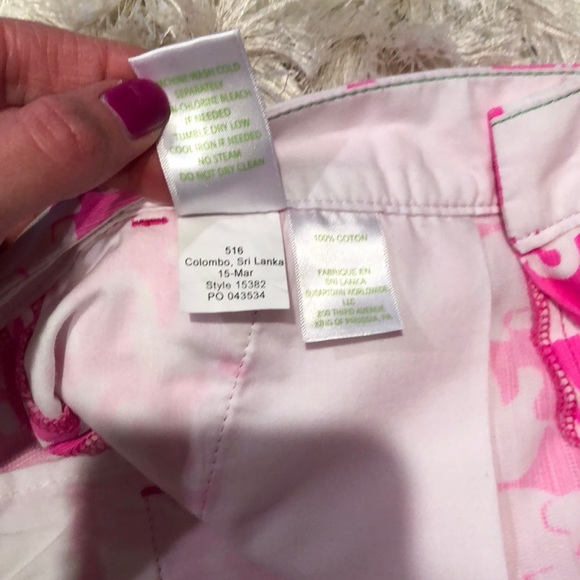 MACHINE WASH COLD
SEPARATELY
NON-CHLORINE BLEACH
IF NEEDED
TUMBLE DRY LOW
COOL IRON IF NEEDED
NO STEAM
DO NOT DRY CLEAN
516
Colombo, Sri Lanka
15-Mar
Style 15382
PO 043534
100% COTON
FABRIQUE EN
SRI LANKA
SUGARTOWN WORLDWIDE,
LLC
800 THIRD AVENUE
KING OF PRUSSIA, PA